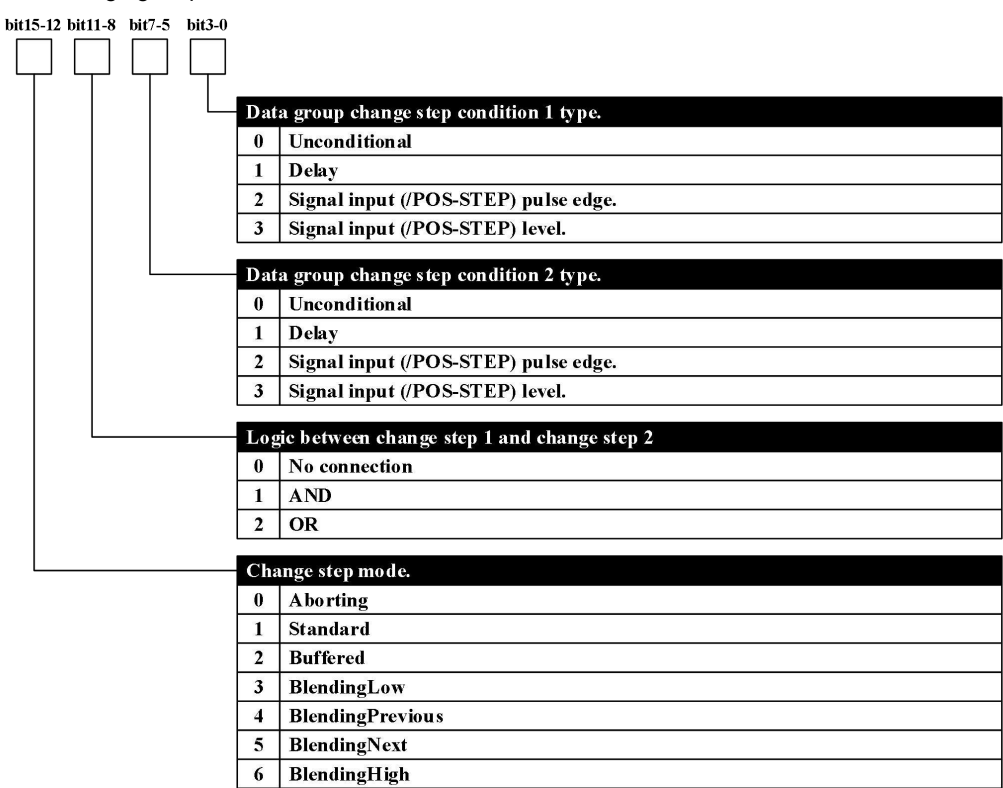 bit15-12 bit11-8 bit7-5 bit3-0
Data group change step condition 1 type.
0 Unconditional
1 Delay
2 Signal input (/POS-STEP) pulse edge.
3 Signal input (/POS-STEP) level.
Data group change step condition 2 type.
0 Unconditional
1 Delay
2 Signal input (/POS-STEP) pulse edge.
3 Signal input (/POS-STEP) level.
Logic between change step 1 and change step 2
0 No connection
1 AND
2 OR
Change step mode.
0 Aborting
1 Standard
2 Buffered
3 BlendingLow
4 BlendingPrevious
5 BlendingNext
6 BlendingHigh